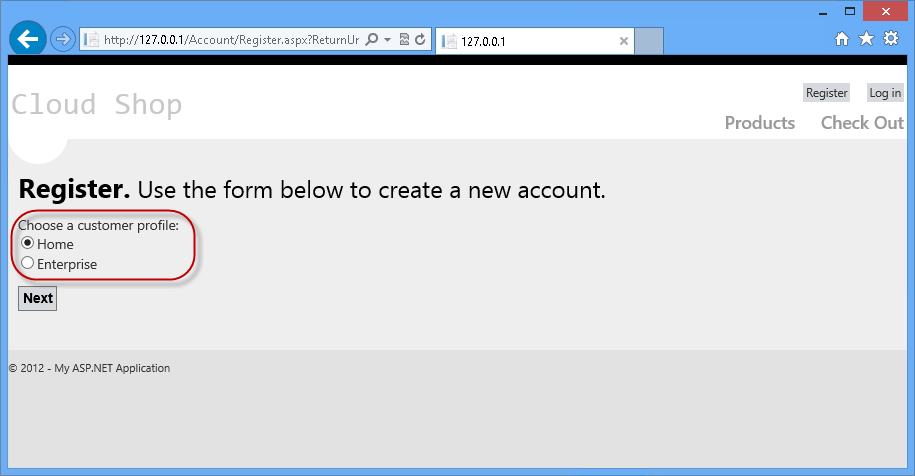 http://127.0.0.1/Account/Register.aspx?ReturnUr
127.0.0.1
Cloud Shop
Register
Log in
Products
Check Out
Register. Use the form below to create a new account.
Choose a customer profile:
Home
Enterprise
Next
© 2012 - My ASP.NET Application